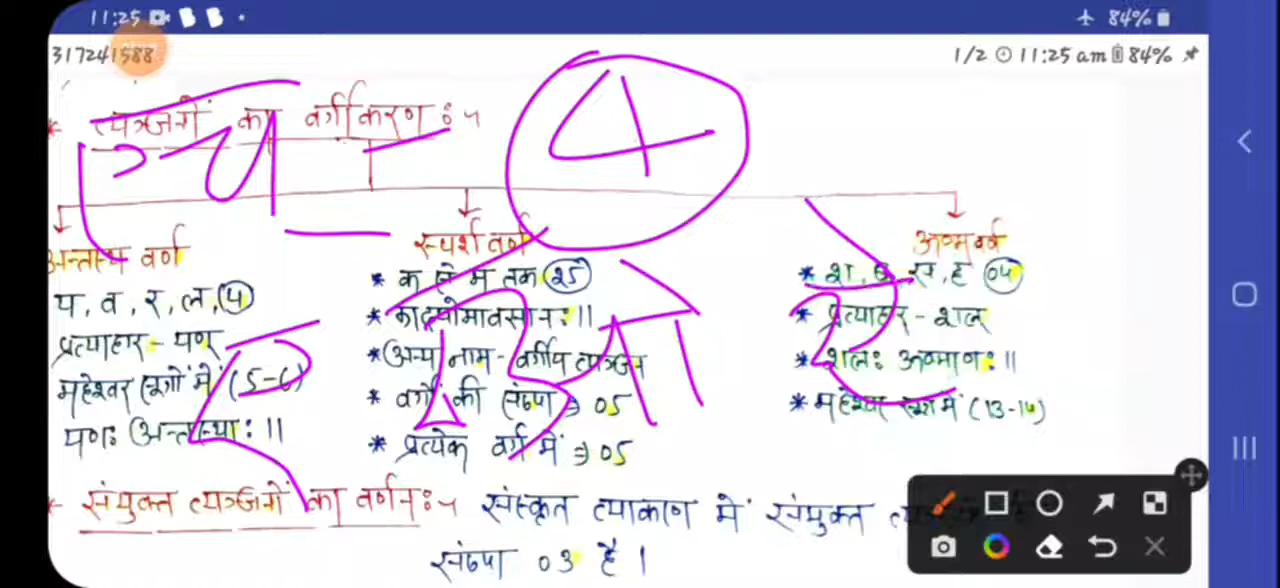 11:25 84%
317241588 1/2 11:25 am 84%
* व्यञ्जनों का वर्गीकरण :-
अन्तस्थ वर्ण
स्पर्श वर्ण
ऊष्म वर्ण
य, व, र, ल, (4)
प्रत्याहार - यण्
महेश्वर सूत्रों में (5-6)
यणः अन्तस्थाः ||
* क से म तक (25)
* कादयोमावसानः ||
* अन्य नाम - वर्गीय व्यञ्जन
* वर्गों की संख्या ⇒ 05
* प्रत्येक वर्ग में ⇒ 05
* श, ष, स, ह (04)
* प्रत्याहार - शल्
* शलः ऊष्माणः ||
* महेश्वर सूत्र में (13-14)
4
* संयुक्त व्यञ्जनों का वर्णन :- संस्कृत व्याकरण में संयुक्त
संख्या 03 है।